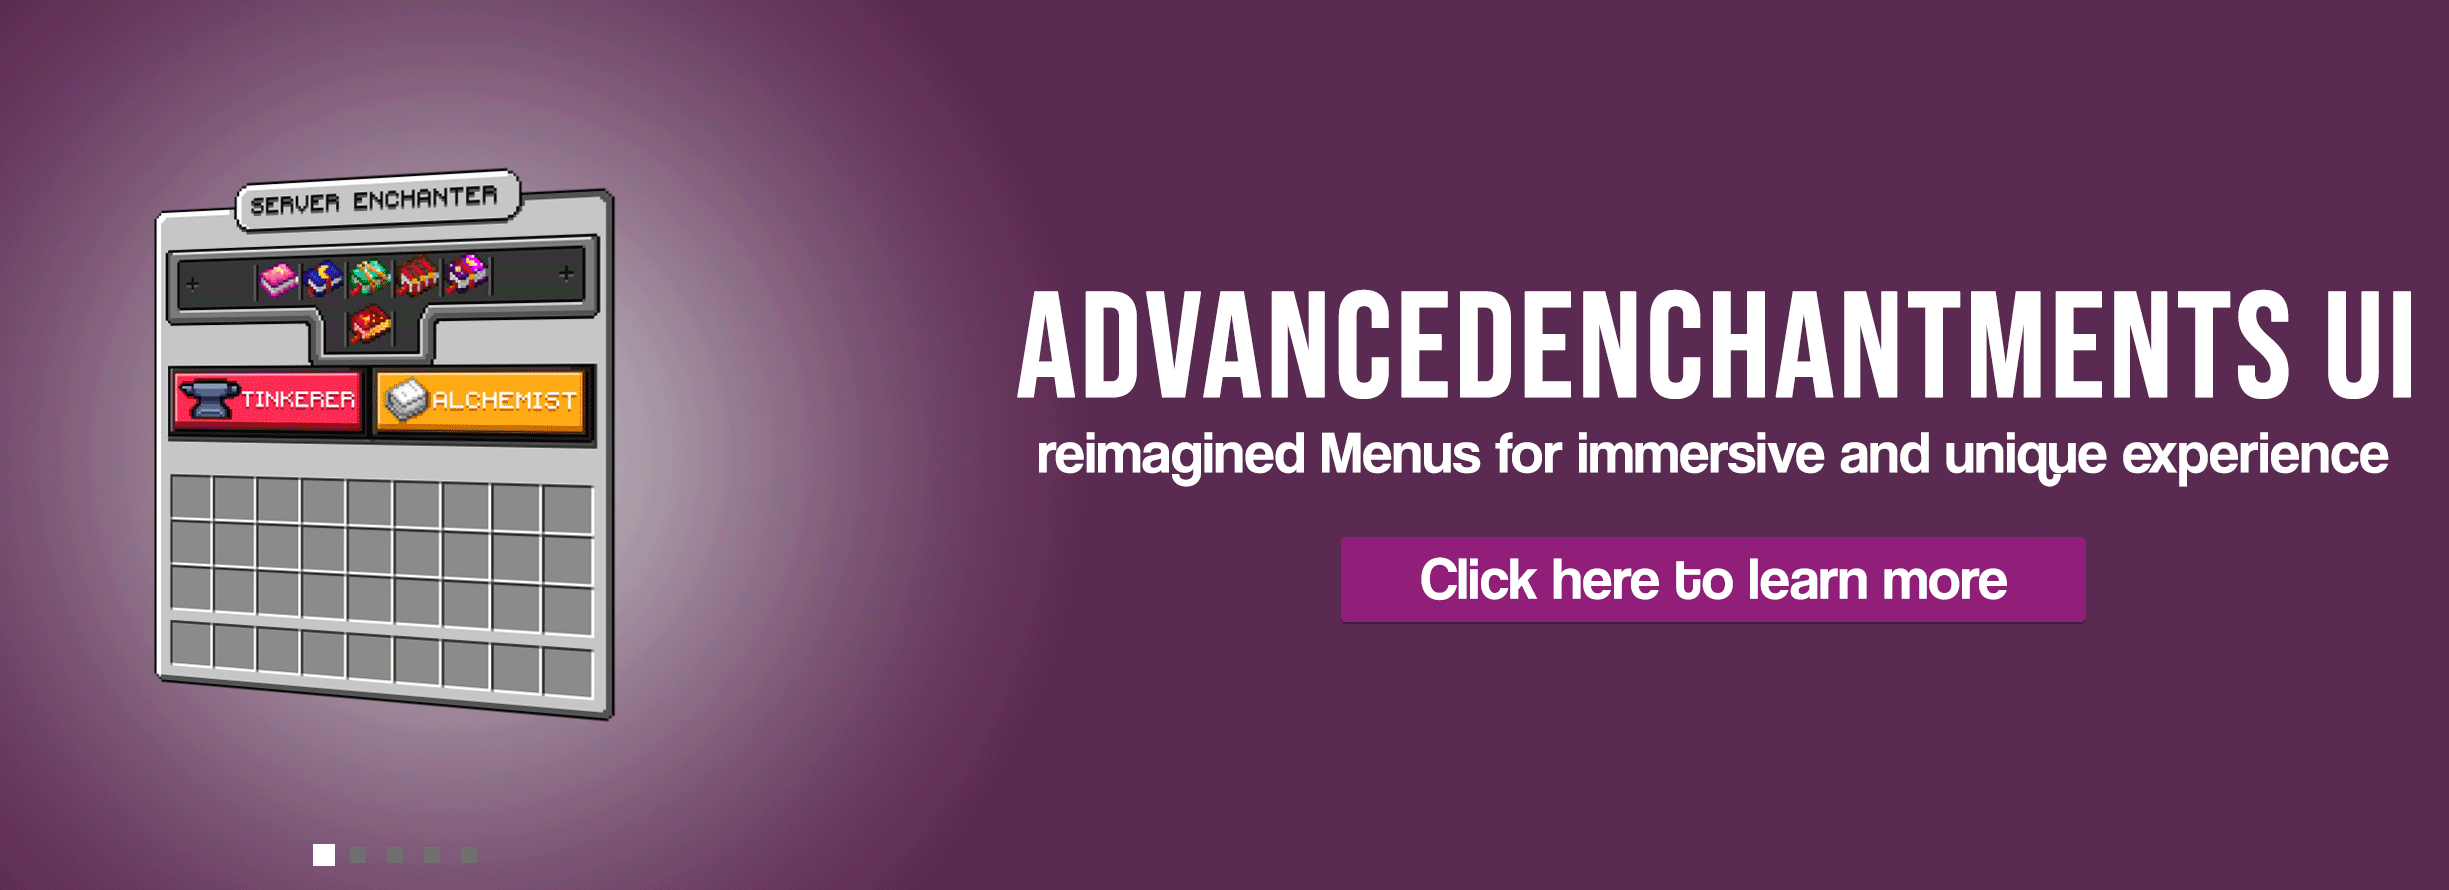 SERVER ENCHANTER
TINKERER
ALCHEMIST
ADVANCEDENCHANTMENTS UI
reimagined Menus for immersive and unique experience
Click here to learn more